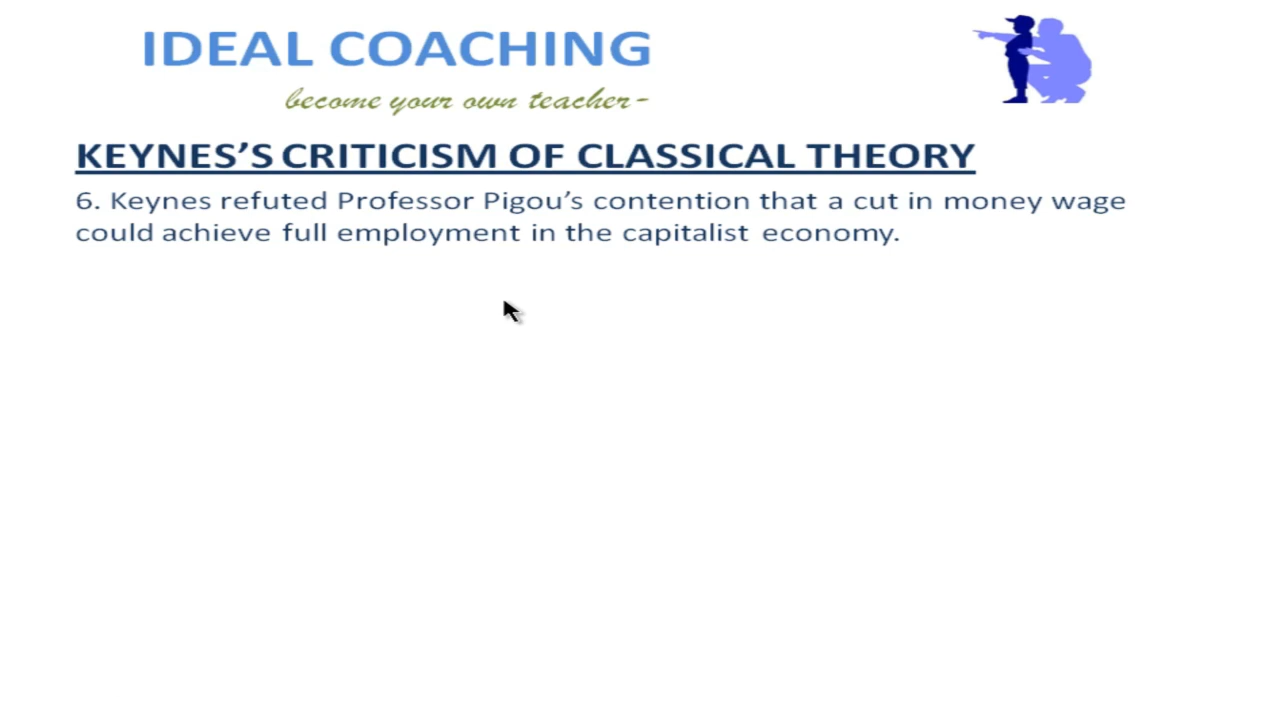 IDEAL COACHING
become your own teacher-
KEYNES’S CRITICISM OF CLASSICAL THEORY
6. Keynes refuted Professor Pigou’s contention that a cut in money wage
could achieve full employment in the capitalist economy.